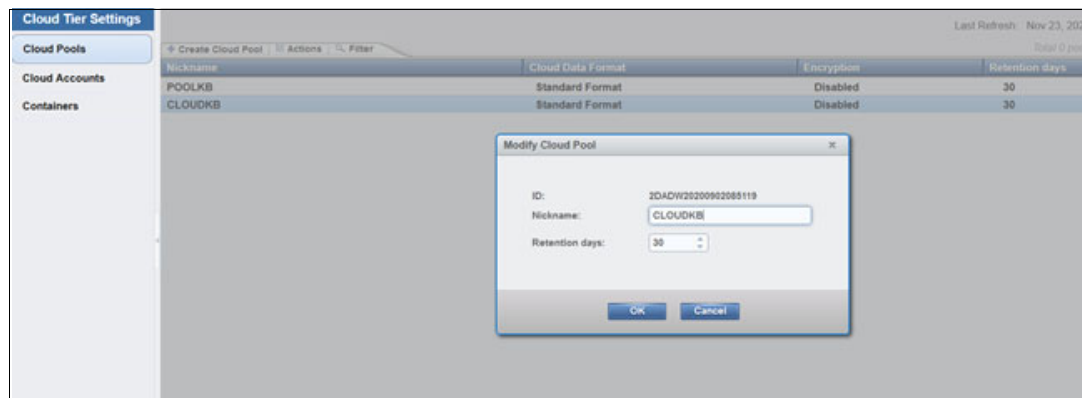 Cloud Tier Settings
Last Refresh: Nov 23, 202
Cloud Pools
Create Cloud Pool Actions Filter
Total 0
Nickname Cloud Data Format Encryption Retention days
Cloud Accounts
POOLKB Standard Format Disabled 30
Containers
CLOUDKB Standard Format Disabled 30
Modify Cloud Pool
ID: 2DADW20200902085119
Nickname: CLOUDKB
Retention days: 30
OK Cancel